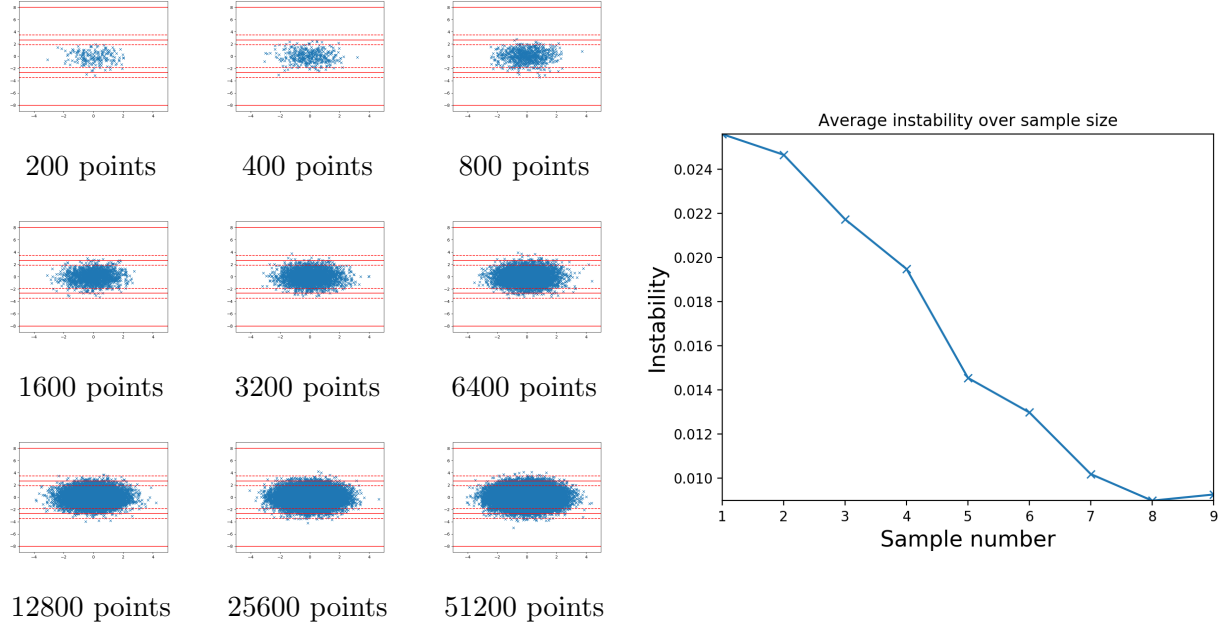 200 points
400 points
800 points
1600 points
3200 points
6400 points
12800 points
25600 points
51200 points
Average instability over sample size
Instability
0.024
0.022
0.020
0.018
0.016
0.014
0.012
0.010
1 2 3 4 5 6 7 8 9
Sample number